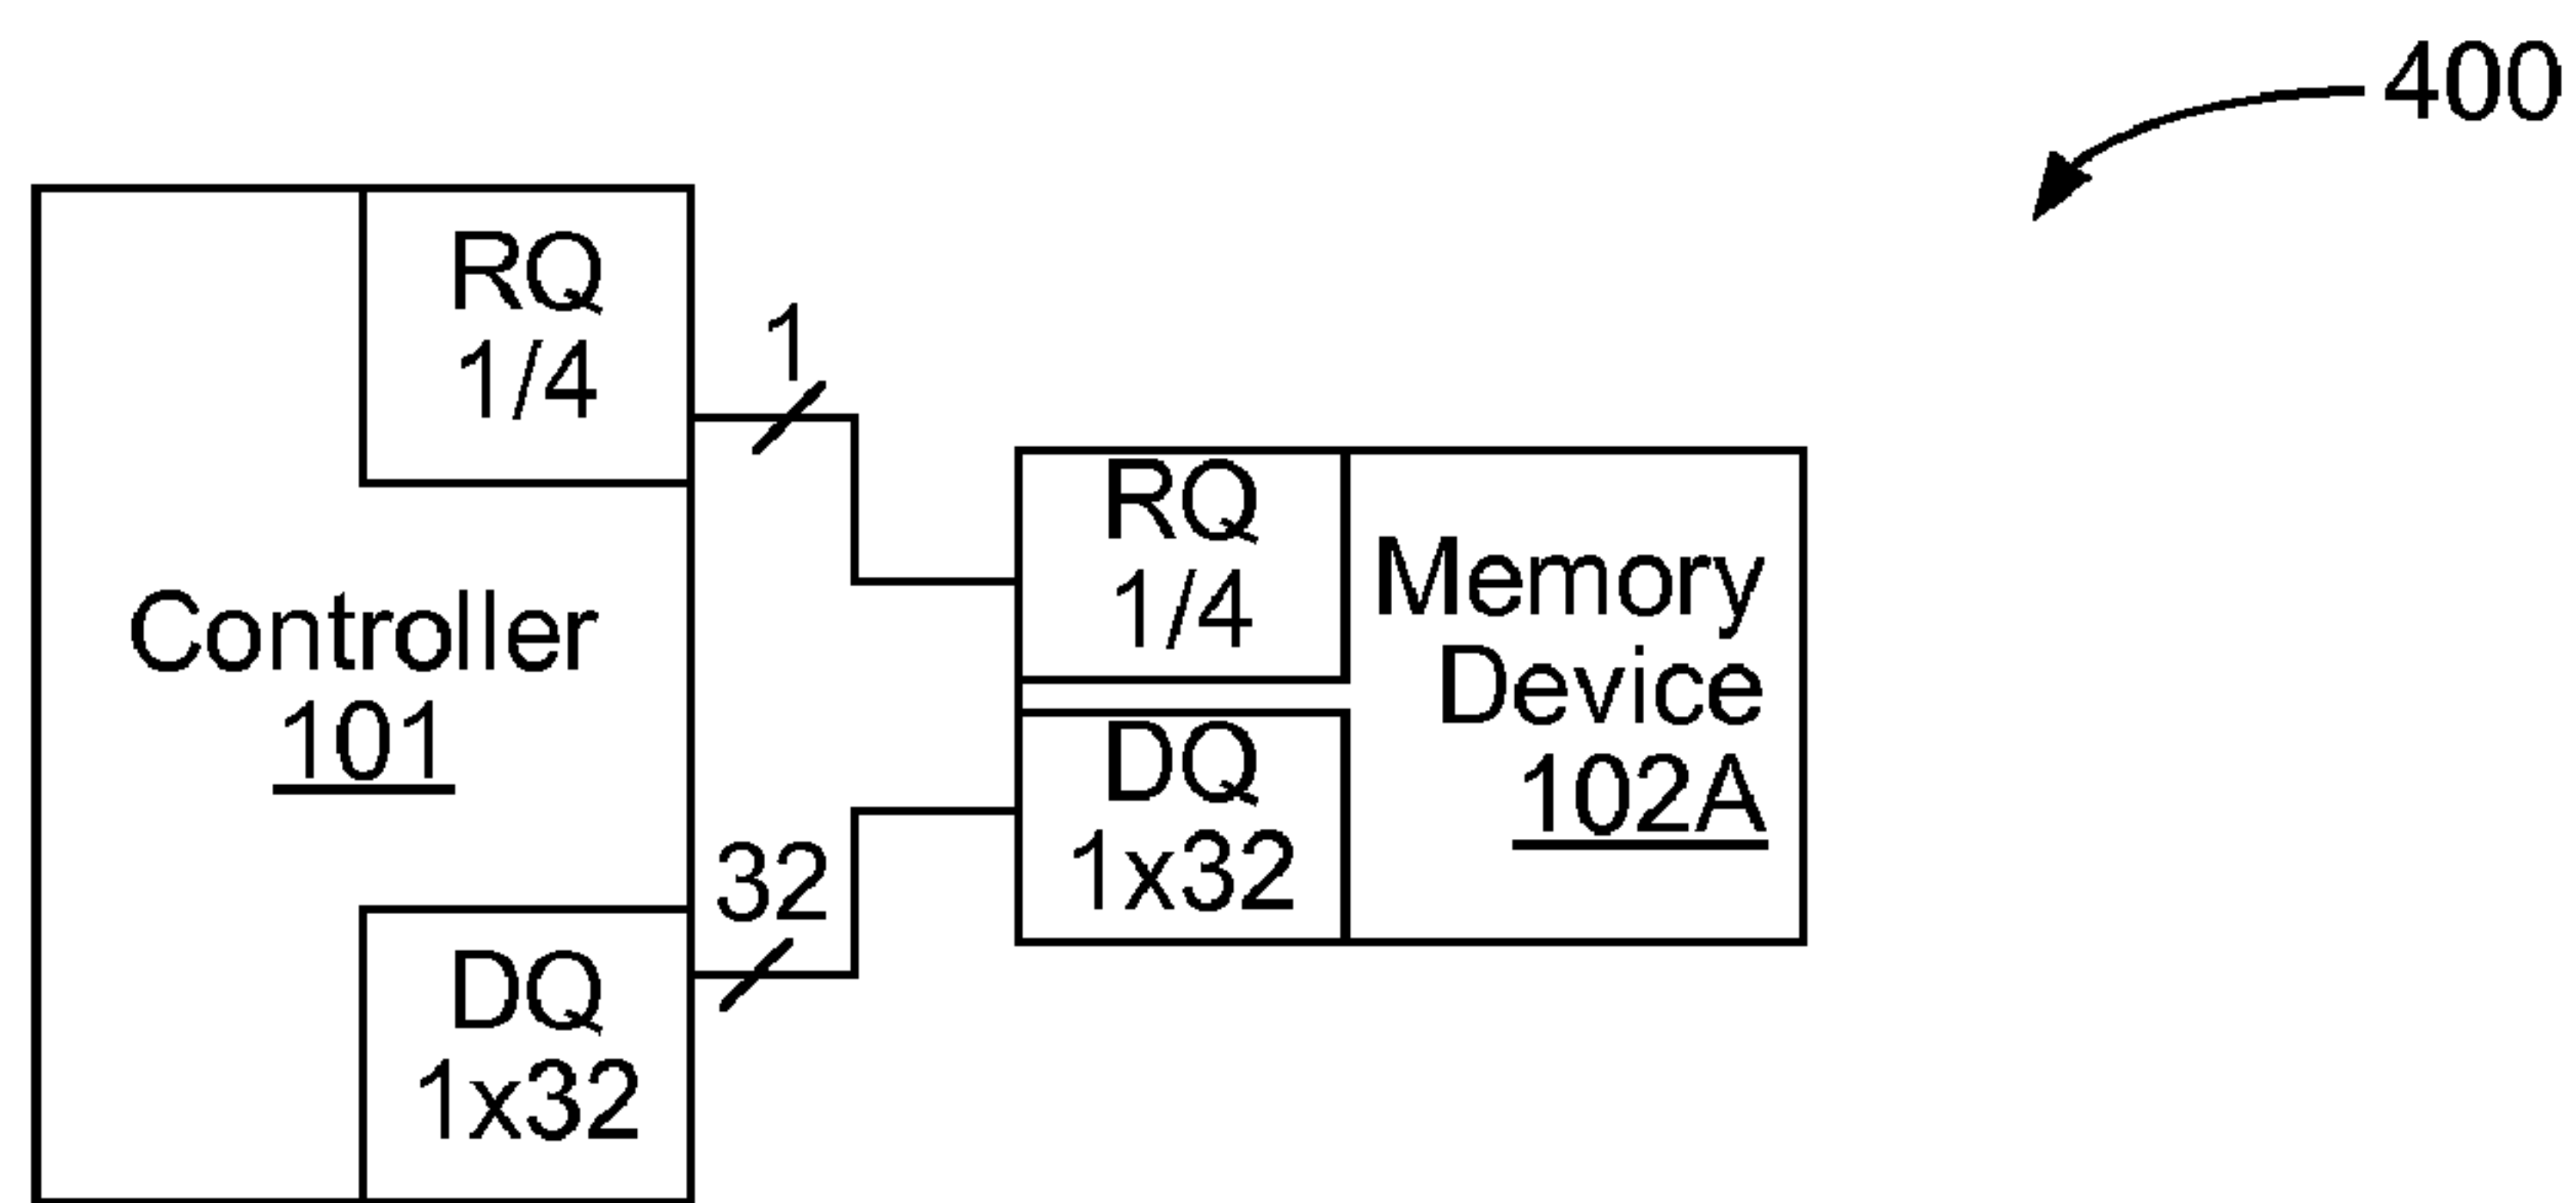 400
RQ
1/4
1
Controller
101
32
DQ
1x32
RQ
1/4
DQ
1x32
Memory
Device
102A